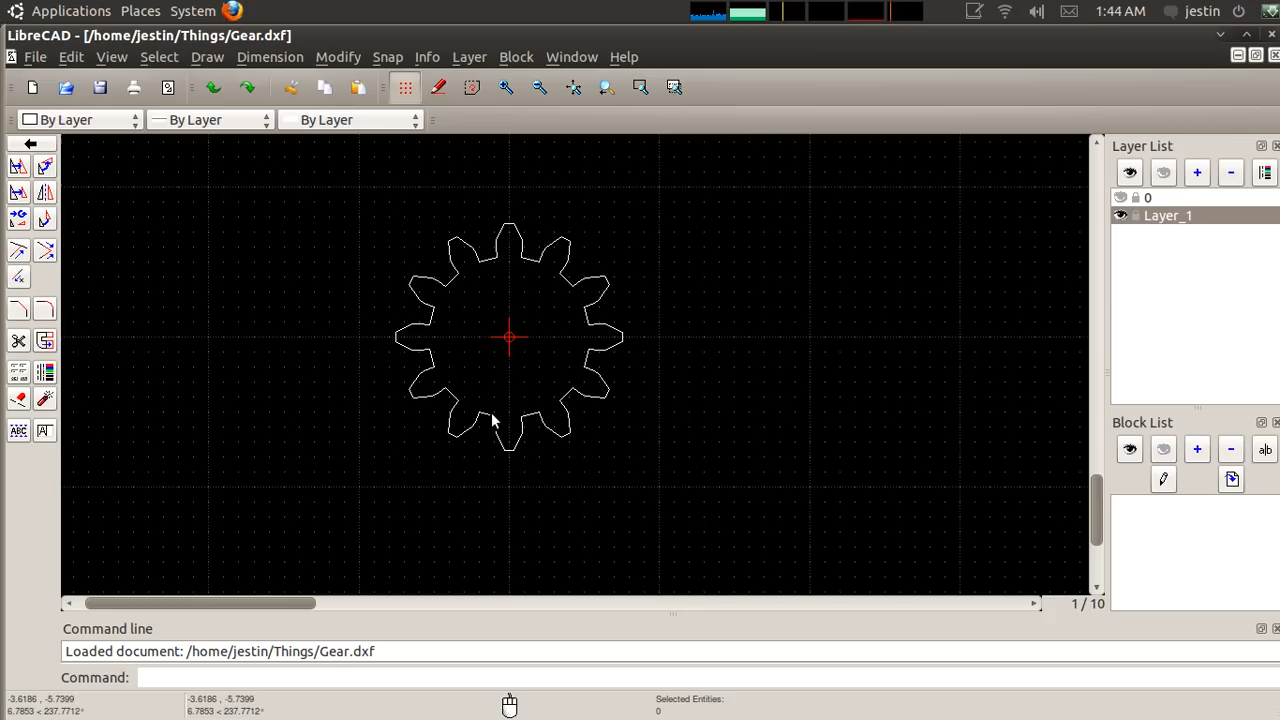 Applications Places System 1:44 AM jestin
LibreCAD - [/home/jestin/Things/Gear.dxf]
File Edit View Select Draw Dimension Modify Snap Info Layer Block Window Help
By Layer By Layer By Layer
Layer List
0
Layer_1
Block List
a|b
ABC A
1 / 10
Command line
Loaded document: /home/jestin/Things/Gear.dxf
Command:
-3.6186 , -5.7399 -3.6186 , -5.7399 Selected Entities:
6.7853 < 237.7712° 6.7853 < 237.7712° 0